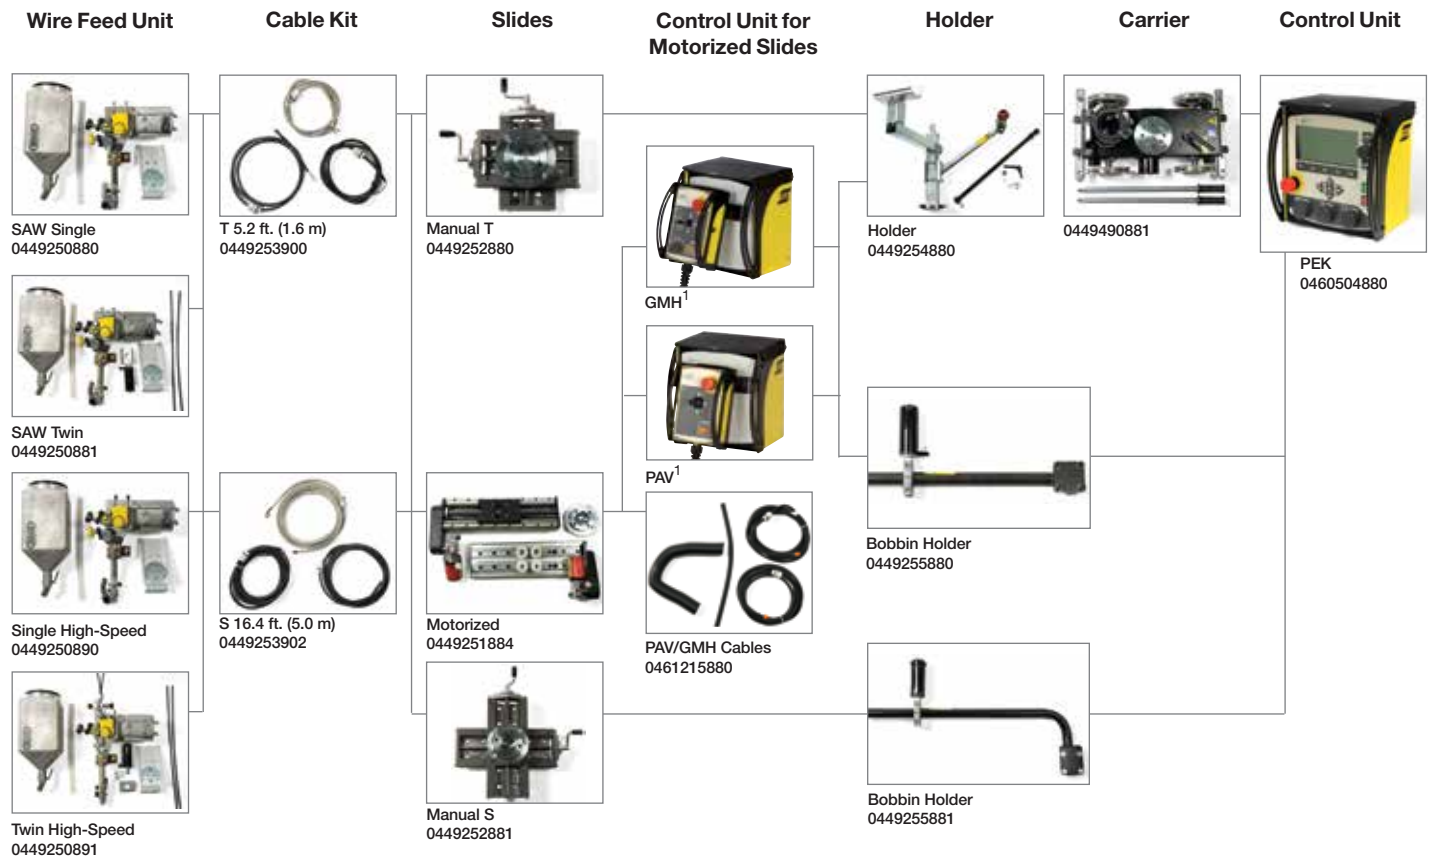 Wire Feed Unit
Cable Kit
Slides
Control Unit for
Motorized Slides
Holder
Carrier
Control Unit
SAW Single
0449250880
SAW Twin
0449250881
Single High-Speed
0449250890
Twin High-Speed
0449250891
T 5.2 ft. (1.6 m)
0449253900
S 16.4 ft. (5.0 m)
0449253902
Manual T
0449252880
Motorized
0449251884
Manual S
0449252881
GMH¹
PAV¹
PAV/GMH Cables
0461215880
Holder
0449254880
Bobbin Holder
0449255880
Bobbin Holder
0449255881
0449490881
PEK
0460504880